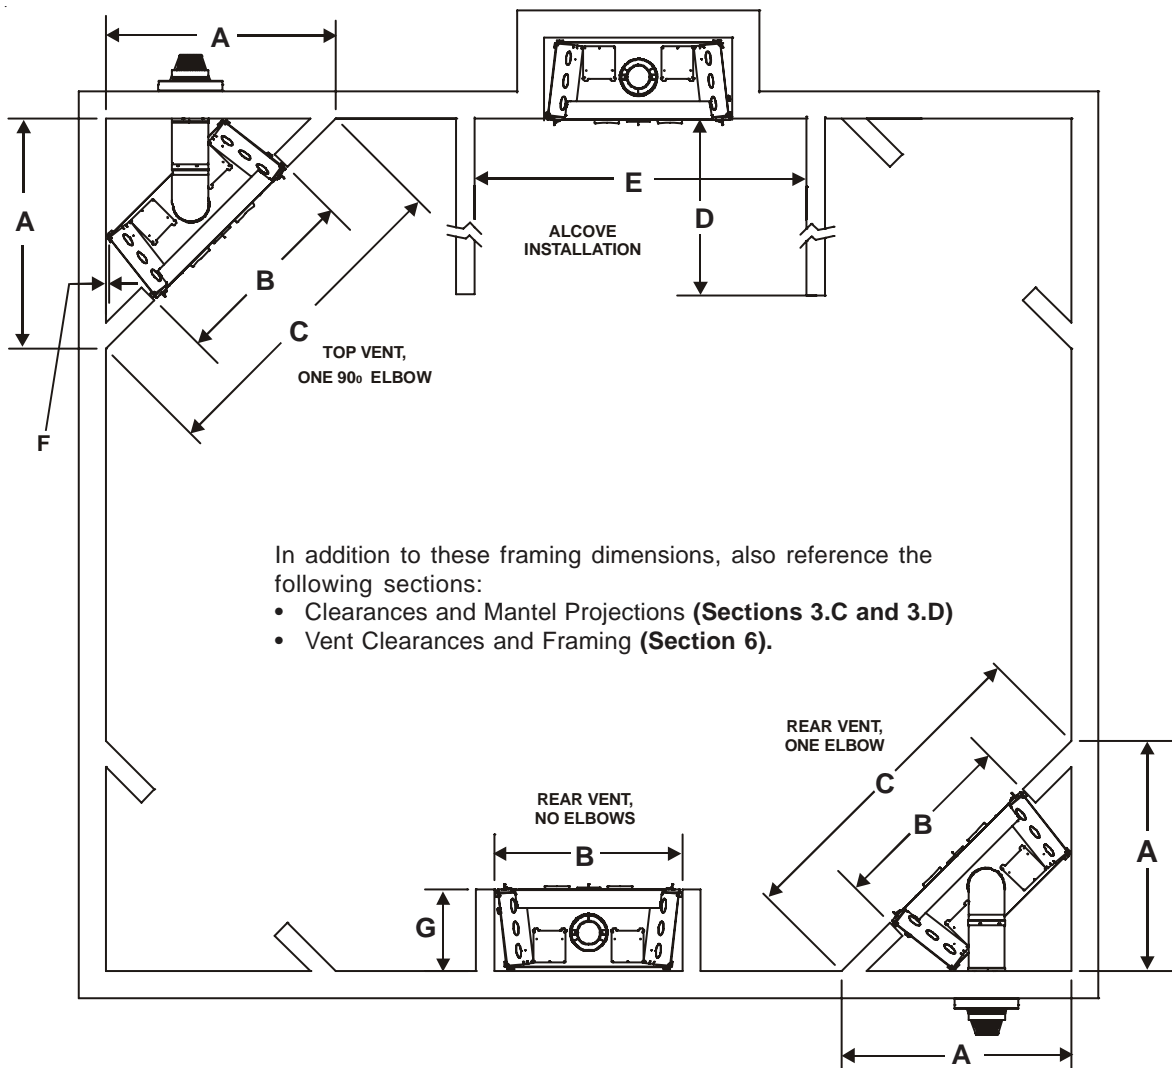 A
A
E
D
ALCOVE
INSTALLATION
B
C
TOP VENT,
ONE 90⁰ ELBOW
F
In addition to these framing dimensions, also reference the
following sections:
• Clearances and Mantel Projections (Sections 3.C and 3.D)
• Vent Clearances and Framing (Section 6).
REAR VENT,
ONE ELBOW
C
B
A
REAR VENT,
NO ELBOWS
B
G
A